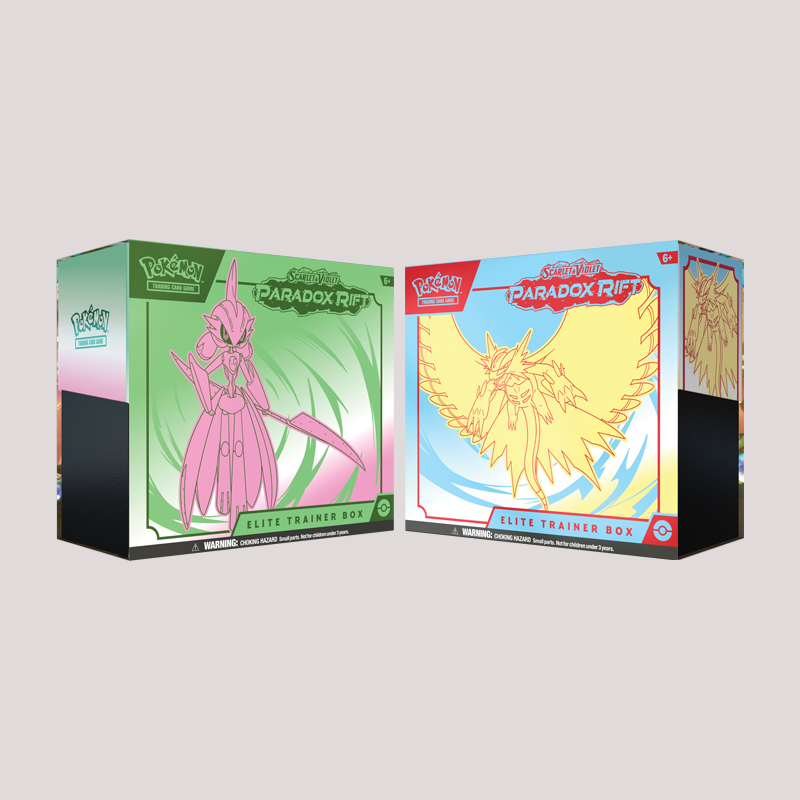 POKéMON
TRADING CARD GAME
SCARLET & VIOLET
PARADOX RIFT
6+
POKéMON
TRADING CARD GAME
ELITE TRAINER BOX
⚠ WARNING: CHOKING HAZARD Small parts. Not for children under 3 years.
POKéMON
TRADING CARD GAME
SCARLET & VIOLET
PARADOX RIFT
6+
ELITE TRAINER BOX
⚠ WARNING: CHOKING HAZARD Small parts. Not for children under 3 years.